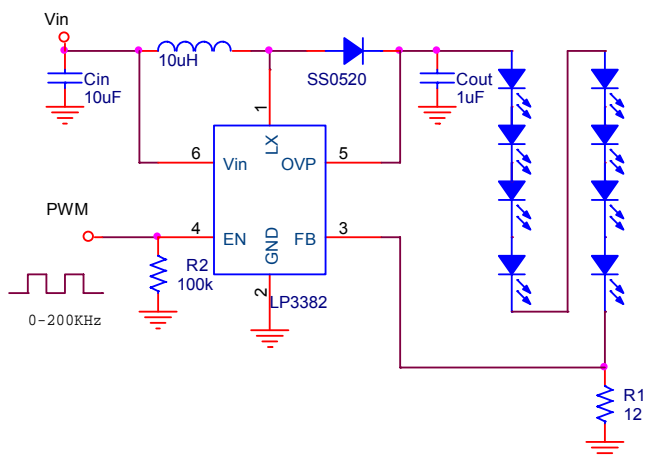 Vin
10uH
SS0520
Cin
10uF
Cout
1uF
1
LX
6
Vin
OVP
5
PWM
4
EN
GND
FB
3
R2
100k
2
LP3382
0-200KHz
R1
12